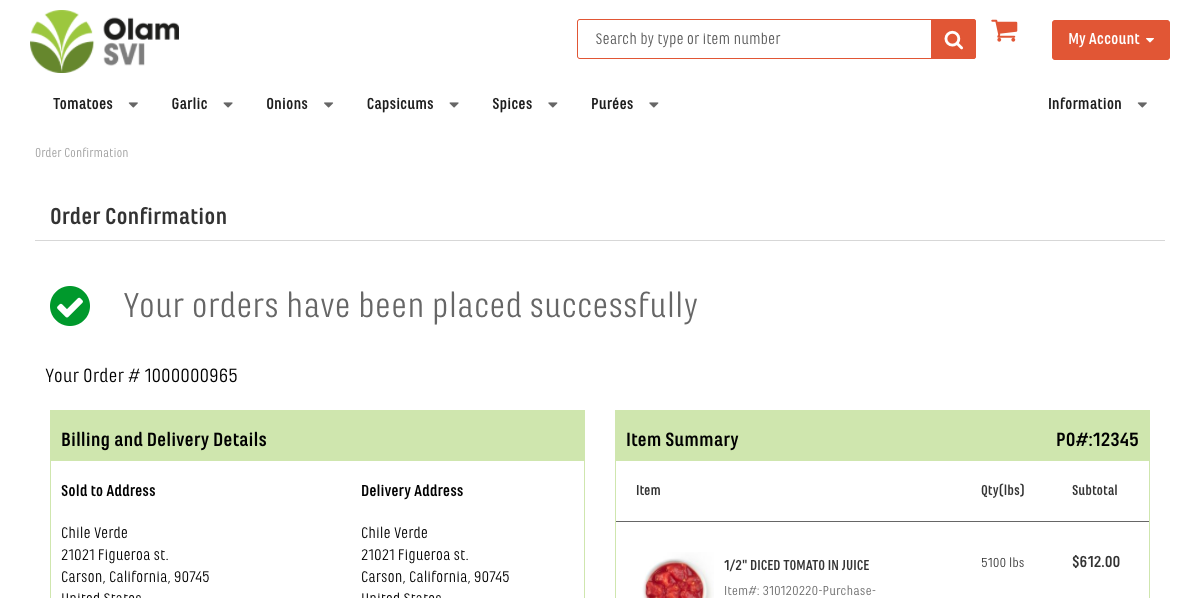 Olam
SVI
Search by type or item number
My Account
Tomatoes Garlic Onions Capsicums Spices Purées Information
Order Confirmation
Order Confirmation
Your orders have been placed successfully
Your Order # 1000000965
Billing and Delivery Details
Sold to Address Delivery Address
Chile Verde Chile Verde
21021 Figueroa st. 21021 Figueroa st.
Carson, California, 90745 Carson, California, 90745
United States United States
Item Summary PO#:12345
Item Qty(lbs) Subtotal
1/2" DICED TOMATO IN JUICE 5100 lbs $612.00
Item#: 310120220-Purchase-